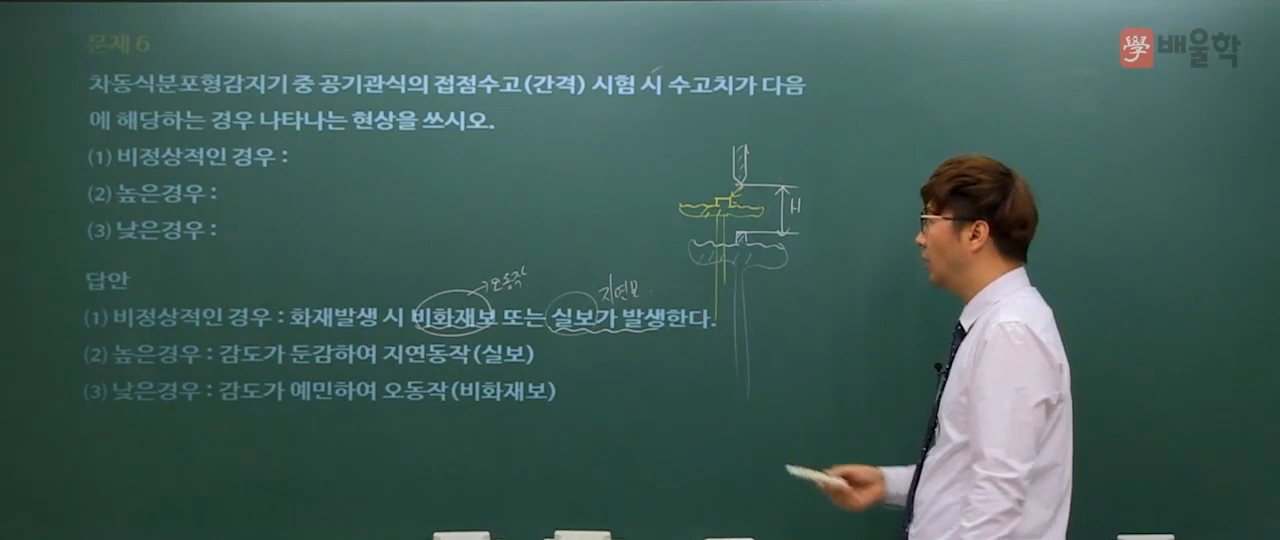 문제 6
學 배울학
차동식분포형감지기 중 공기관식의 접점수고(간격) 시험 시 수고치가 다음
에 해당하는 경우 나타나는 현상을 쓰시오.
(1) 비정상적인 경우 :
(2) 높은경우 :
(3) 낮은경우 :
H
답안
오동작
지연보
(1) 비정상적인 경우 : 화재발생 시 비화재보 또는 실보가 발생한다.
(2) 높은경우 : 감도가 둔감하여 지연동작(실보)
(3) 낮은경우 : 감도가 예민하여 오동작(비화재보)